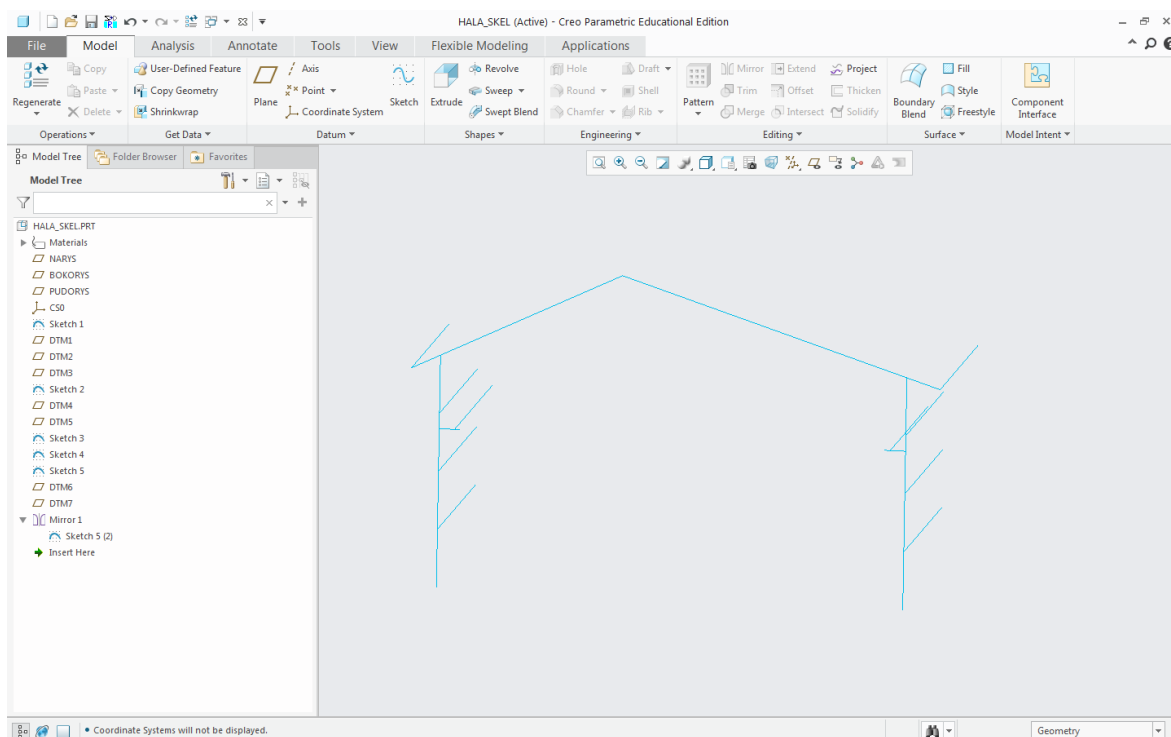 HALA_SKEL (Active) - Creo Parametric Educational Edition
File Model Analysis Annotate Tools View Flexible Modeling Applications
Regenerate
Copy
Paste
Delete
Operations
User-Defined Feature
Copy Geometry
Shrinkwrap
Get Data
Plane
Axis
Point
Coordinate System
Sketch
Datum
Extrude
Revolve
Sweep
Swept Blend
Shapes
Hole
Draft
Round
Shell
Chamfer
Rib
Engineering
Pattern
Mirror
Extend
Project
Trim
Offset
Thicken
Merge
Intersect
Solidify
Editing
Boundary
Blend
Fill
Style
Freestyle
Surface
Component
Interface
Model Intent
Model Tree Folder Browser Favorites
Model Tree
HALA_SKEL.PRT
Materials
NARYS
BOKORYS
PUDORYS
CS0
Sketch 1
DTM1
DTM2
DTM3
Sketch 2
DTM4
DTM5
Sketch 3
Sketch 4
Sketch 5
DTM6
DTM7
Mirror 1
Sketch 5 (2)
Insert Here
• Coordinate Systems will not be displayed.
Geometry